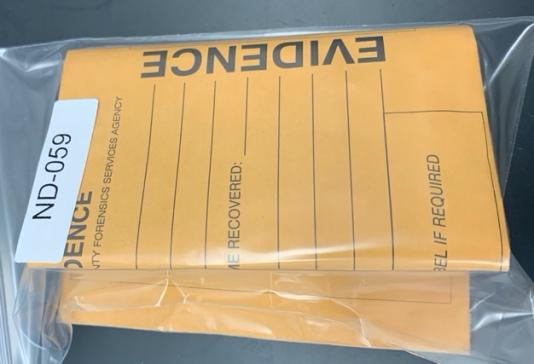 EVIDENCE
ND-059
DENCE
NTY FORENSICS SERVICES AGENCY
ME RECOVERED:
BEL IF REQUIRED